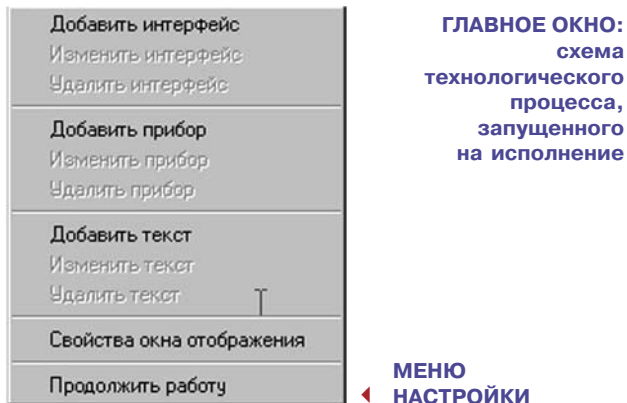 Добавить интерфейс
Изменить интерфейс
Удалить интерфейс
Добавить прибор
Изменить прибор
Удалить прибор
Добавить текст
Изменить текст
Удалить текст
Свойства окна отображения
Продолжить работу
ГЛАВНОЕ ОКНО:
схема
технологического
процесса,
запущенного
на исполнение
МЕНЮ
НАСТРОЙКИ